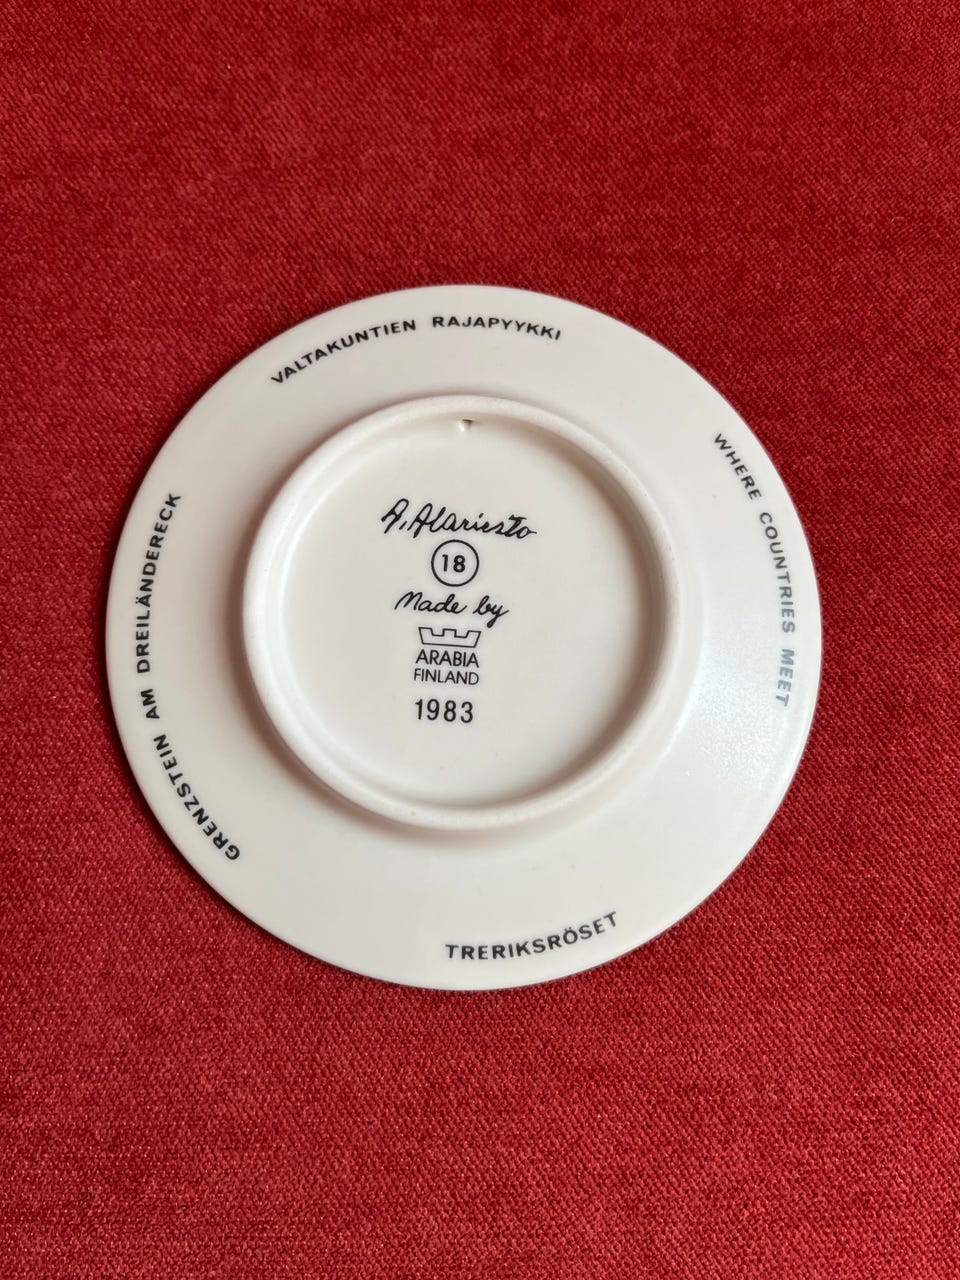 VALTAKUNTIEN RAJAPYYKKI
WHERE COUNTRIES MEET
TRERIKSRÖSET
GRENZSTEIN AM DREILÄNDERECK
A. Alariesto
18
Made by
ARABIA
FINLAND
1983